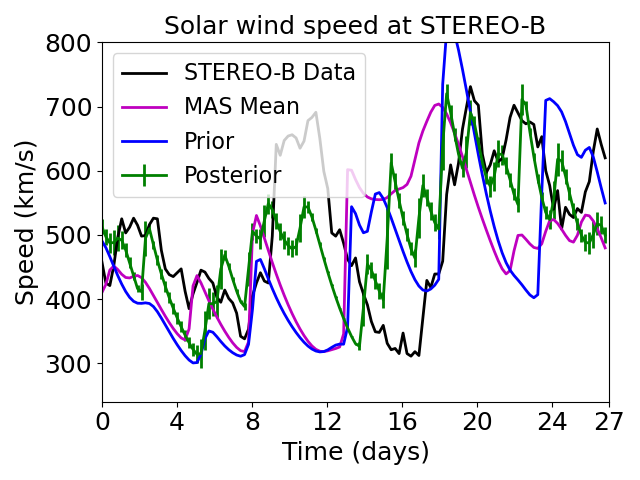 Solar wind speed at STEREO-B
800
700
600
500
400
300
Speed (km/s)
STEREO-B Data
MAS Mean
Prior
Posterior
0 4 8 12 16 20 24 27
Time (days)